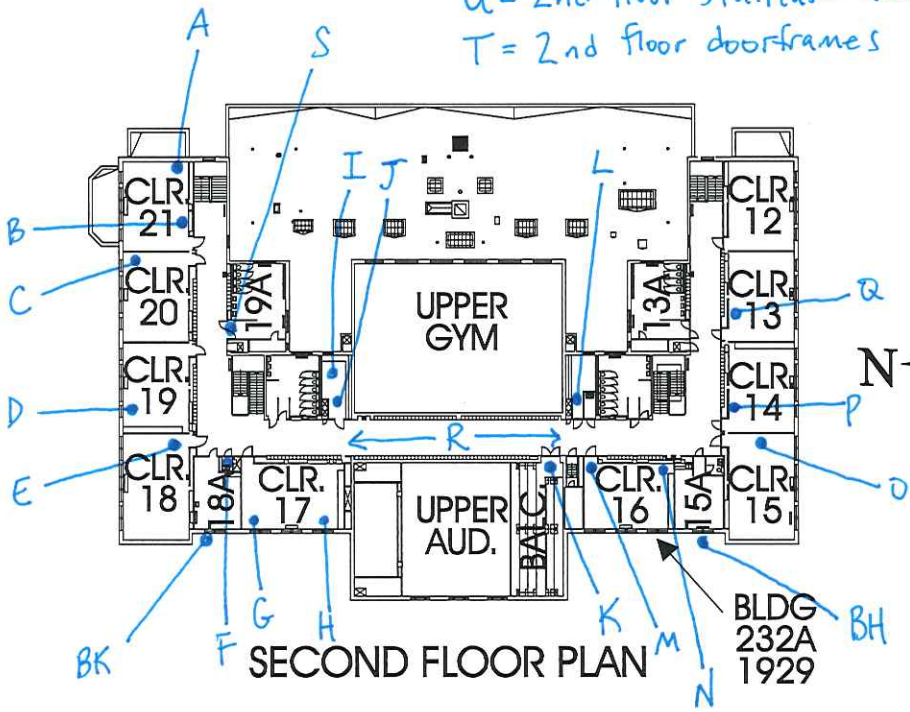 A
S
T = 2nd floor doorframes
I
J
L
CLR.
21
CLR.
12
B
C
CLR.
20
19A
UPPER
GYM
13A
CLR.
13
Q
N
D
CLR.
19
CLR.
14
P
R
E
CLR.
18
18A
CLR.
17
UPPER
AUD.
BALC.
CLR.
16
15A
CLR.
15
O
BK
F
G
H
K
M
N
BH
BLDG
232A
1929
SECOND FLOOR PLAN